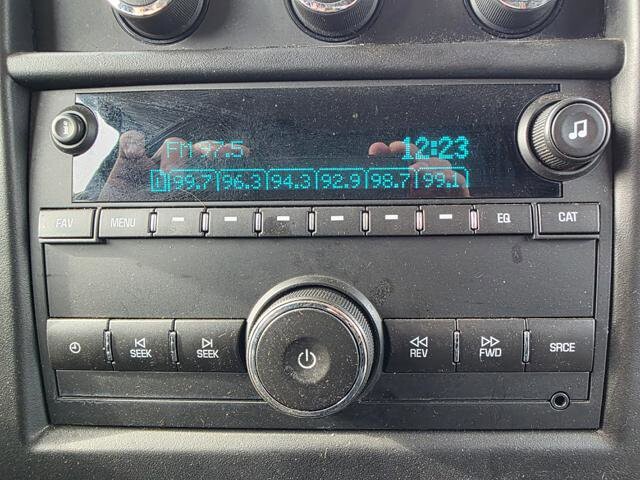 FM 97.5 12:23
1 99.7 96.3 94.3 92.9 98.7 99.1
FAV MENU EQ CAT
SEEK SEEK REV FWD SRCE